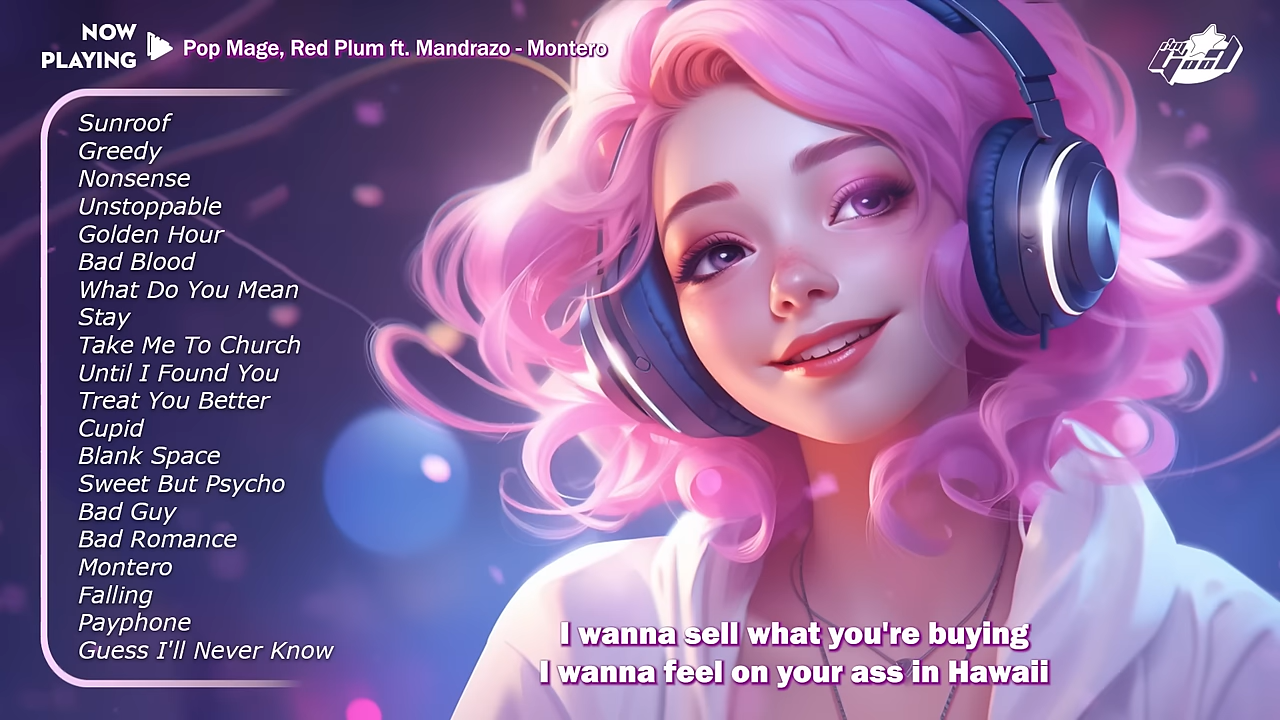 NOW
PLAYING
Pop Mage, Red Plum ft. Mandrazo - Montero
Sunroof
Greedy
Nonsense
Unstoppable
Golden Hour
Bad Blood
What Do You Mean
Stay
Take Me To Church
Until I Found You
Treat You Better
Cupid
Blank Space
Sweet But Psycho
Bad Guy
Bad Romance
Montero
Falling
Payphone
Guess I'll Never Know
I wanna sell what you're buying
I wanna feel on your ass in Hawaii